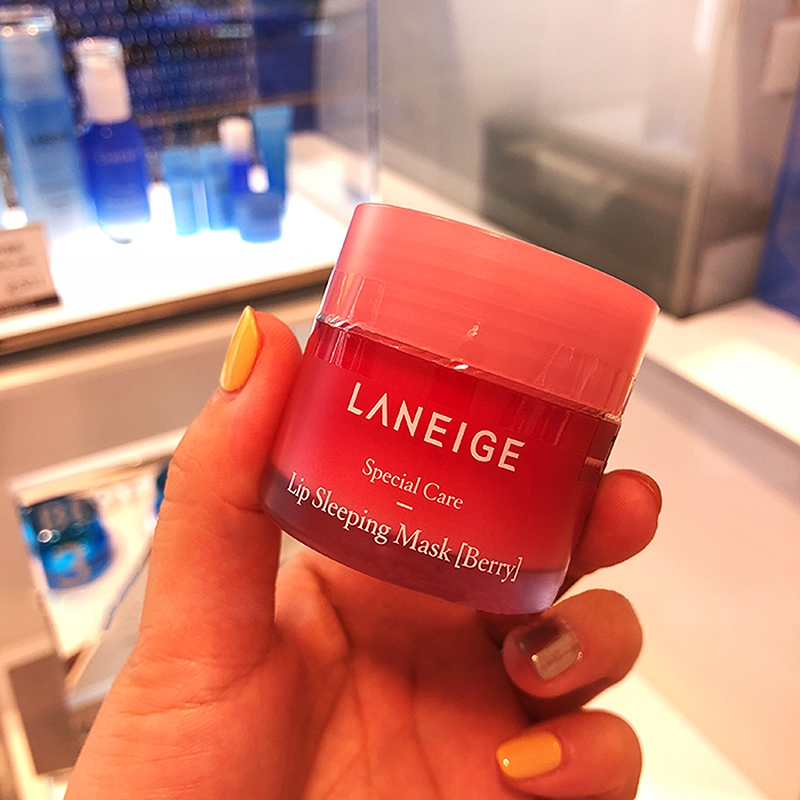 LANEIGE
Special Care
Lip Sleeping Mask [Berry]